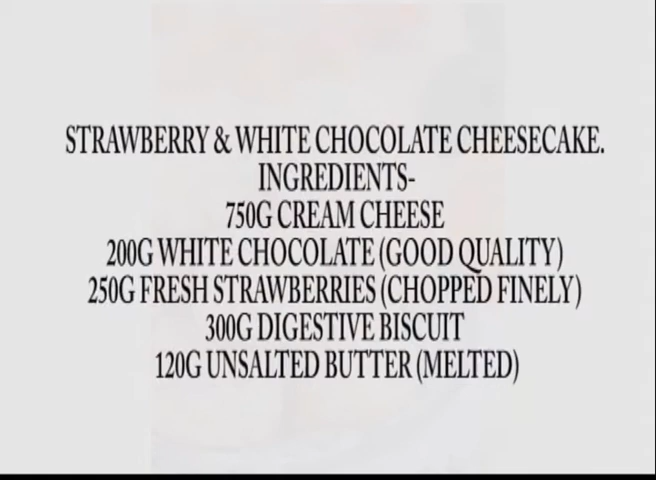 STRAWBERRY & WHITE CHOCOLATE CHEESECAKE.
INGREDIENTS-
750G CREAM CHEESE
200G WHITE CHOCOLATE (GOOD QUALITY)
250G FRESH STRAWBERRIES (CHOPPED FINELY)
300G DIGESTIVE BISCUIT
120G UNSALTED BUTTER (MELTED)